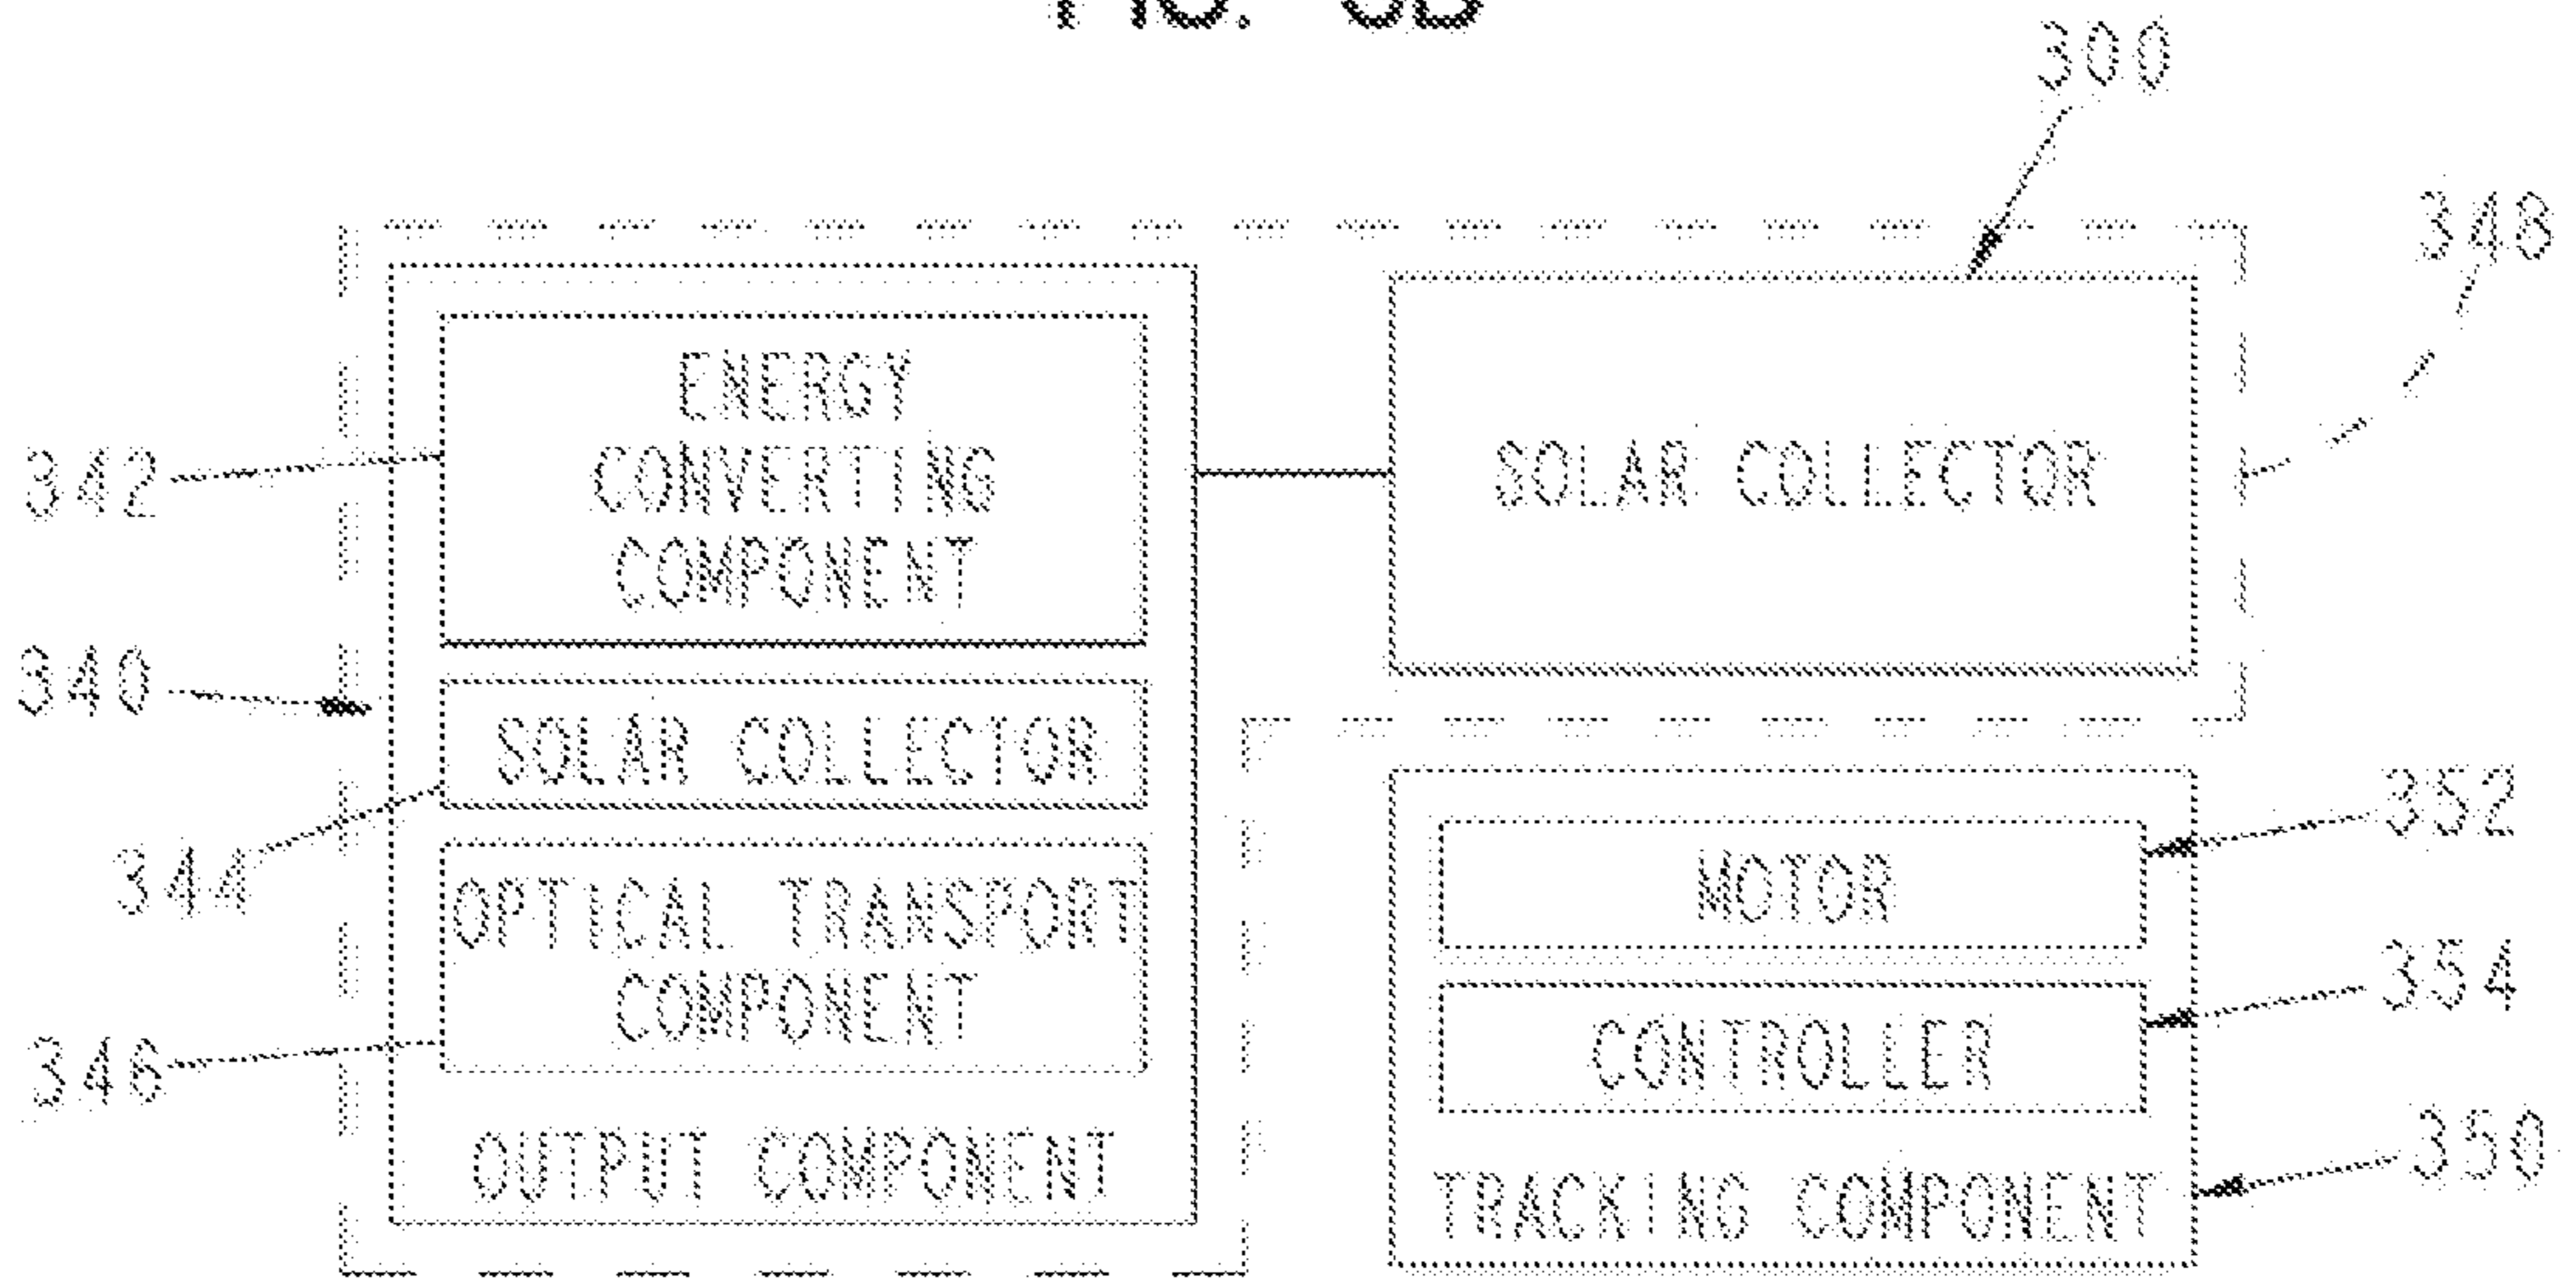 300
348
ENERGY
CONVERTING
COMPONENT
SOLAR COLLECTOR
342
340
SOLAR COLLECTOR
344
OPTICAL TRANSPORT
COMPONENT
346
OUTPUT COMPONENT
MOTOR
352
CONTROLLER
354
TRACKING COMPONENT
350